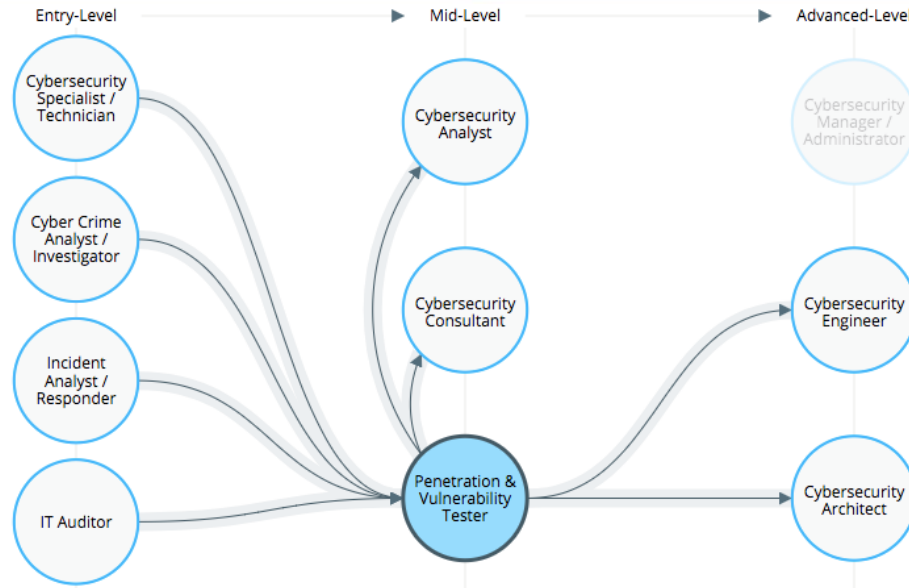 Entry-Level
Mid-Level
Advanced-Level
Cybersecurity
Specialist /
Technician
Cyber Crime
Analyst /
Investigator
Incident
Analyst /
Responder
IT Auditor
Cybersecurity
Analyst
Cybersecurity
Consultant
Penetration &
Vulnerability
Tester
Cybersecurity
Manager /
Administrator
Cybersecurity
Engineer
Cybersecurity
Architect